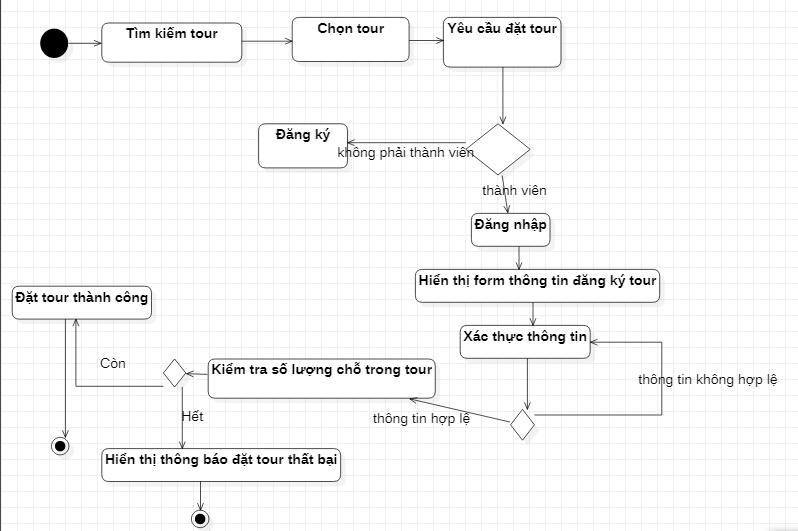 Tìm kiếm tour
Chọn tour
Yêu cầu đặt tour
Đăng ký
không phải thành viên
thành viên
Đăng nhập
Hiển thị form thông tin đăng ký tour
Đặt tour thành công
Xác thực thông tin
Còn
Kiểm tra số lượng chỗ trong tour
thông tin không hợp lệ
Hết
thông tin hợp lệ
Hiển thị thông báo đặt tour thất bại